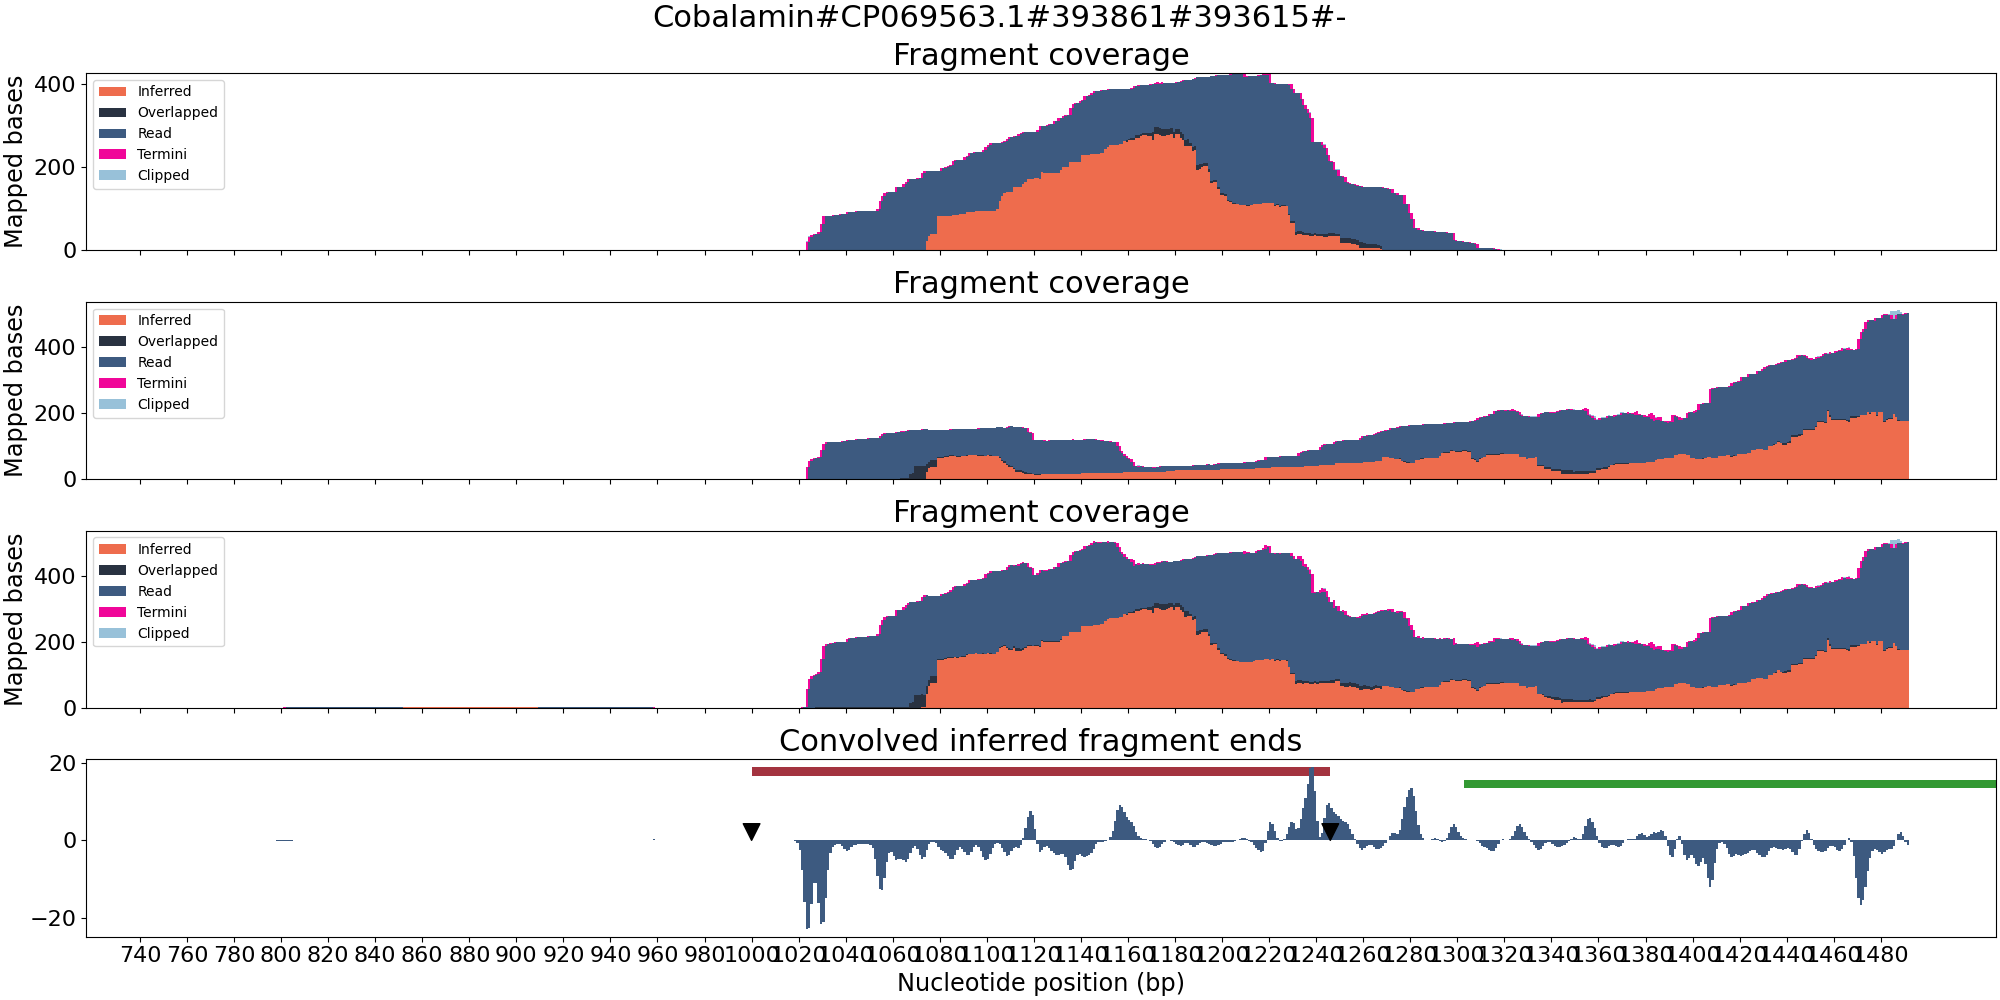 Cobalamin#CP069563.1#393861#393615#-
Fragment coverage
Mapped bases
400
200
0
Inferred
Overlapped
Read
Termini
Clipped
Fragment coverage
Mapped bases
400
200
0
Inferred
Overlapped
Read
Termini
Clipped
Fragment coverage
Mapped bases
400
200
0
Inferred
Overlapped
Read
Termini
Clipped
Convolved inferred fragment ends
20
0
−20
740 760 780 800 820 840 860 880 900 920 940 960 980 1000 1020 1040 1060 1080 1100 1120 1140 1160 1180 1200 1220 1240 1260 1280 1300 1320 1340 1360 1380 1400 1420 1440 1460 1480
Nucleotide position (bp)